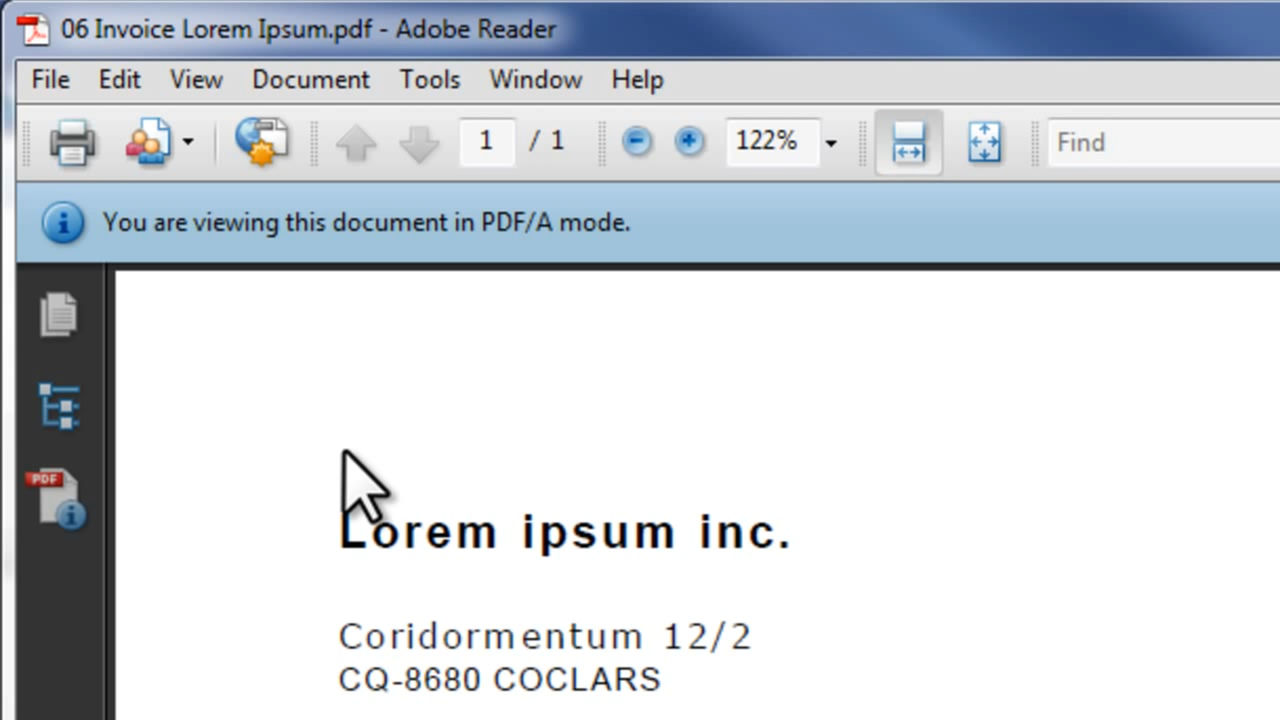 06 Invoice Lorem Ipsum.pdf - Adobe Reader
File Edit View Document Tools Window Help
1 / 1 122% Find
You are viewing this document in PDF/A mode.
PDF
Lorem ipsum inc.
Coridormentum 12/2
CQ-8680 COCLARS